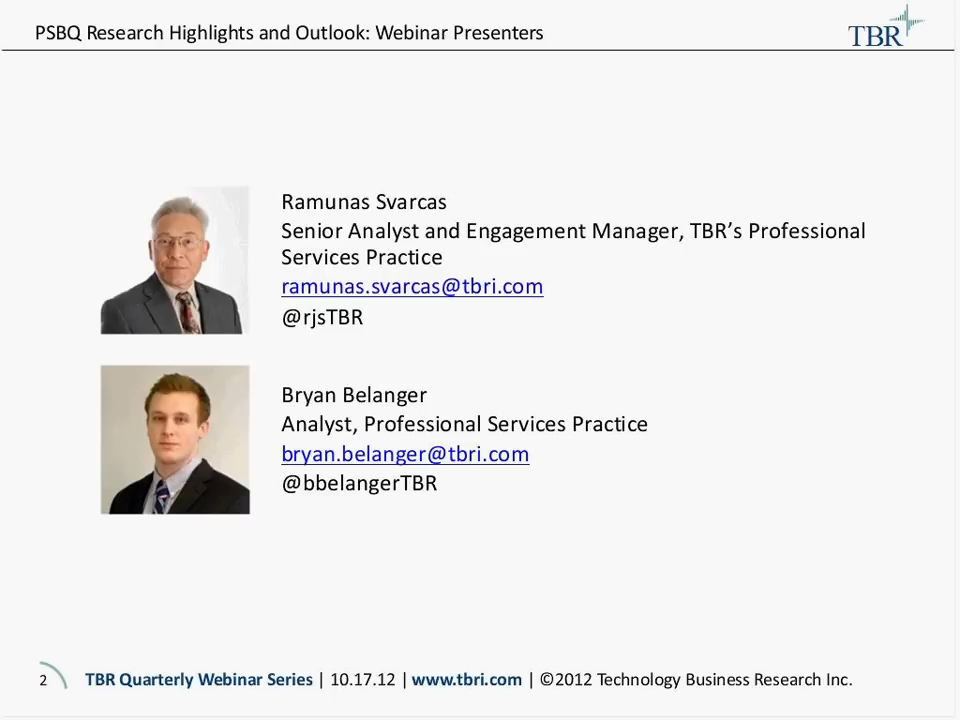 PSBQ Research Highlights and Outlook: Webinar Presenters
TBR
Ramunas Svarcas
Senior Analyst and Engagement Manager, TBR’s Professional
Services Practice
ramunas.svarcas@tbri.com
@rjsTBR
Bryan Belanger
Analyst, Professional Services Practice
bryan.belanger@tbri.com
@bbelangerTBR
2 TBR Quarterly Webinar Series | 10.17.12 | www.tbri.com | ©2012 Technology Business Research Inc.